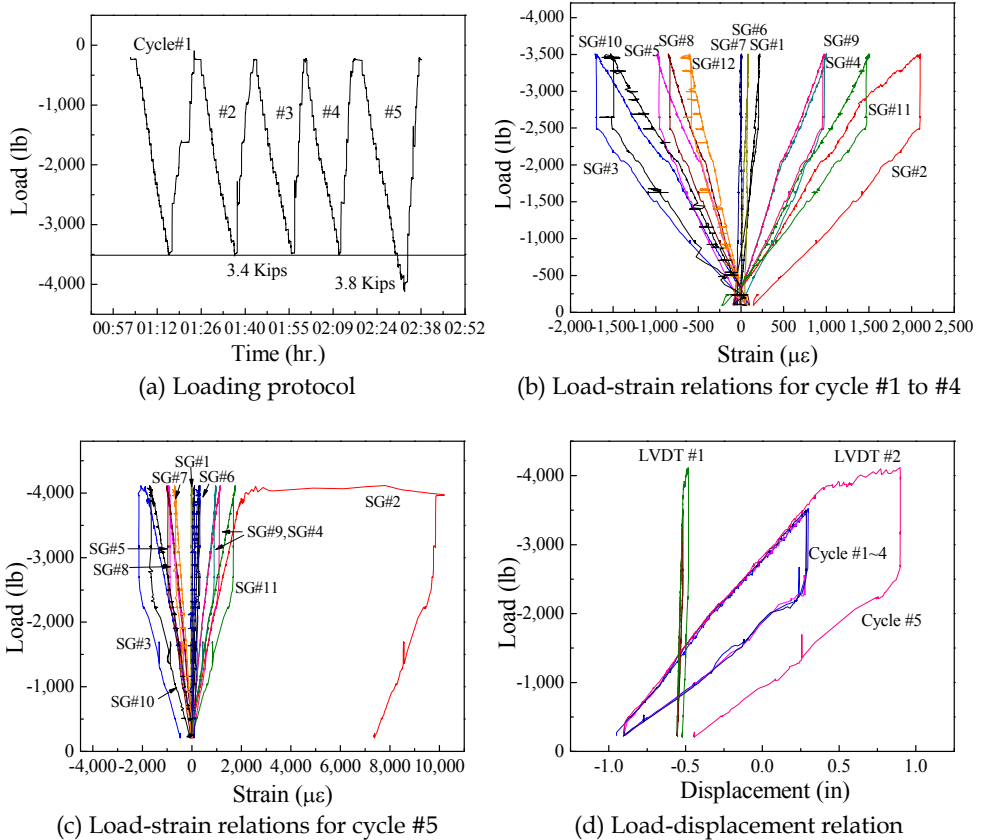 Load (lb)
0
-1,000
-2,000
-3,000
-4,000
Cycle#1
#2
#3
#4
#5
3.4 Kips
3.8 Kips
00:57 01:12 01:26 01:40 01:55 02:09 02:24 02:38 02:52
Time (hr.)
(a) Loading protocol
Load (lb)
-4,000
-3,500
-3,000
-2,500
-2,000
-1,500
-1,000
-500
0
SG#10
SG#5
SG#8
SG#12
SG#7
SG#6
SG#1
SG#9
SG#4
SG#11
SG#3
SG#2
-2,000 -1,500 -1,000 -500 0 500 1,000 1,500 2,000 2,500
Strain (με)
(b) Load-strain relations for cycle #1 to #4
Load (lb)
-5,000
-4,000
-3,000
-2,000
-1,000
0
SG#1
SG#7
SG#6
SG#2
SG#9,SG#4
SG#5
SG#8
SG#11
SG#3
SG#10
-4,000 -2,000 0 2,000 4,000 6,000 8,000 10,000
Strain (με)
(c) Load-strain relations for cycle #5
Load (lb)
-4,000
-3,000
-2,000
-1,000
0
LVDT #1
LVDT #2
Cycle #1~4
Cycle #5
-1.0 -0.5 0.0 0.5 1.0
Displacement (in)
(d) Load-displacement relation